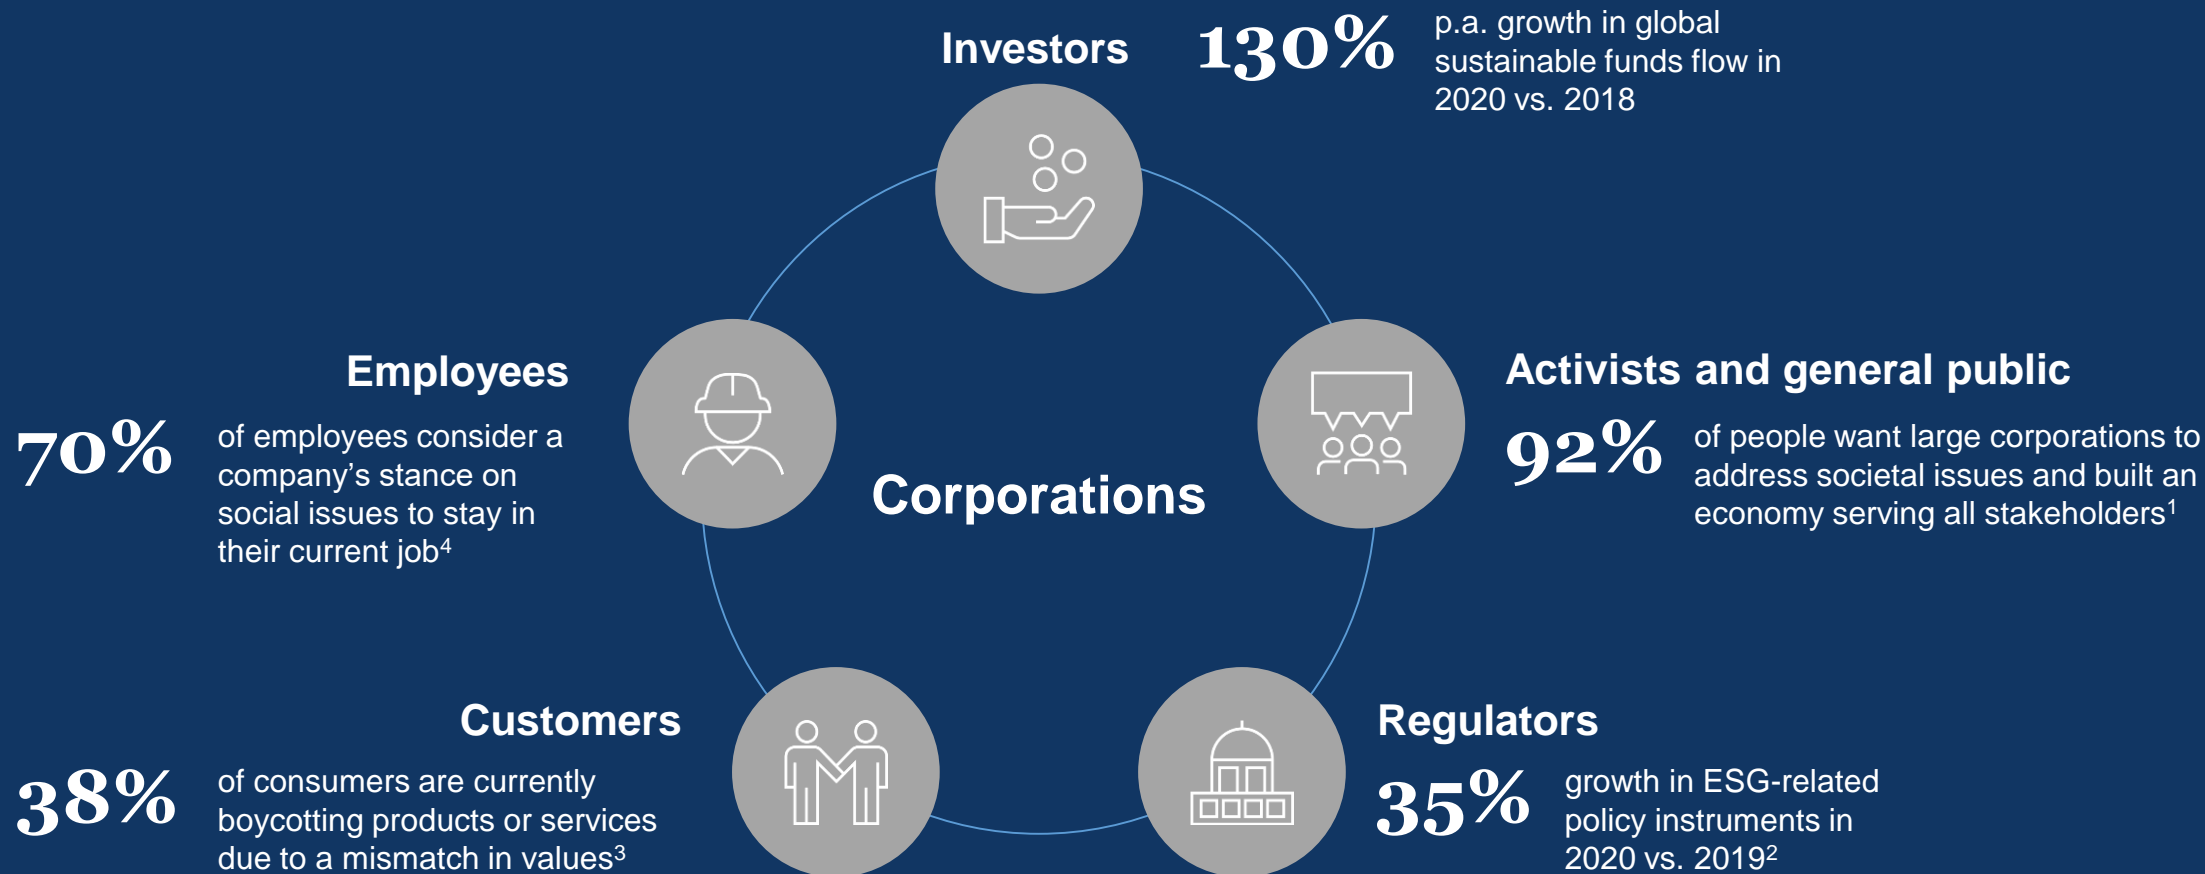 Investors
130%
p.a. growth in global
sustainable funds flow in
2020 vs. 2018
Employees
70%
of employees consider a
company’s stance on
social issues to stay in
their current job4
Corporations
Activists and general public
92%
of people want large corporations to
address societal issues and built an
economy serving all stakeholders1
Customers
38%
of consumers are currently
boycotting products or services
due to a mismatch in values3
Regulators
35%
growth in ESG-related
policy instruments in
2020 vs. 20192